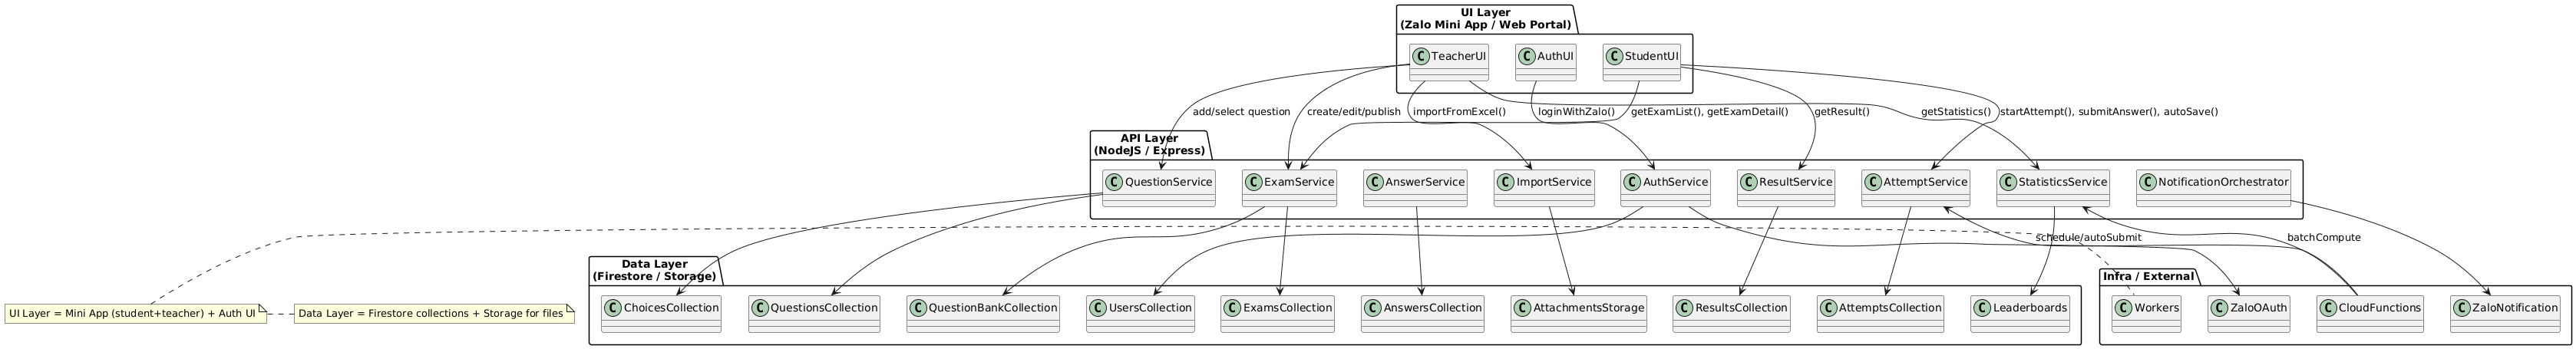 UI Layer
(Zalo Mini App / Web Portal)
C TeacherUI
C AuthUI
C StudentUI
add/select question
create/edit/publish
importFromExcel()
loginWithZalo()
getExamList(), getExamDetail()
getResult()
getStatistics()
startAttempt(), submitAnswer(), autoSave()
API Layer
(NodeJS / Express)
C QuestionService
C ExamService
C AnswerService
C ImportService
C AuthService
C ResultService
C AttemptService
C StatisticsService
C NotificationOrchestrator
schedule/autoSubmit
batchCompute
Data Layer
(Firestore / Storage)
Infra / External
UI Layer = Mini App (student+teacher) + Auth UI
Data Layer = Firestore collections + Storage for files
C ChoicesCollection
C QuestionsCollection
C QuestionBankCollection
C UsersCollection
C ExamsCollection
C AnswersCollection
C AttachmentsStorage
C ResultsCollection
C AttemptsCollection
C Leaderboards
C Workers
C ZaloOAuth
C CloudFunctions
C ZaloNotification